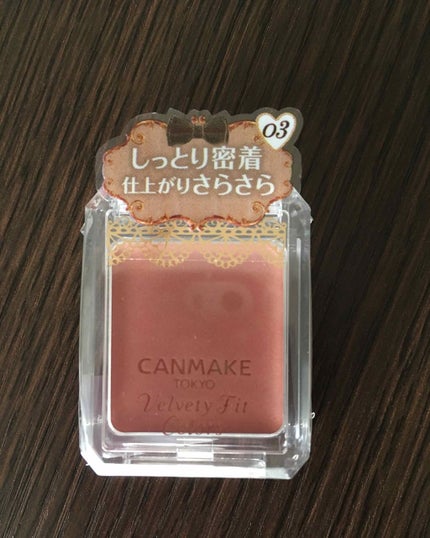 03
しっとり密着
仕上がりさらさら
CANMAKE
TOKYO
Velvety Fit
Colors